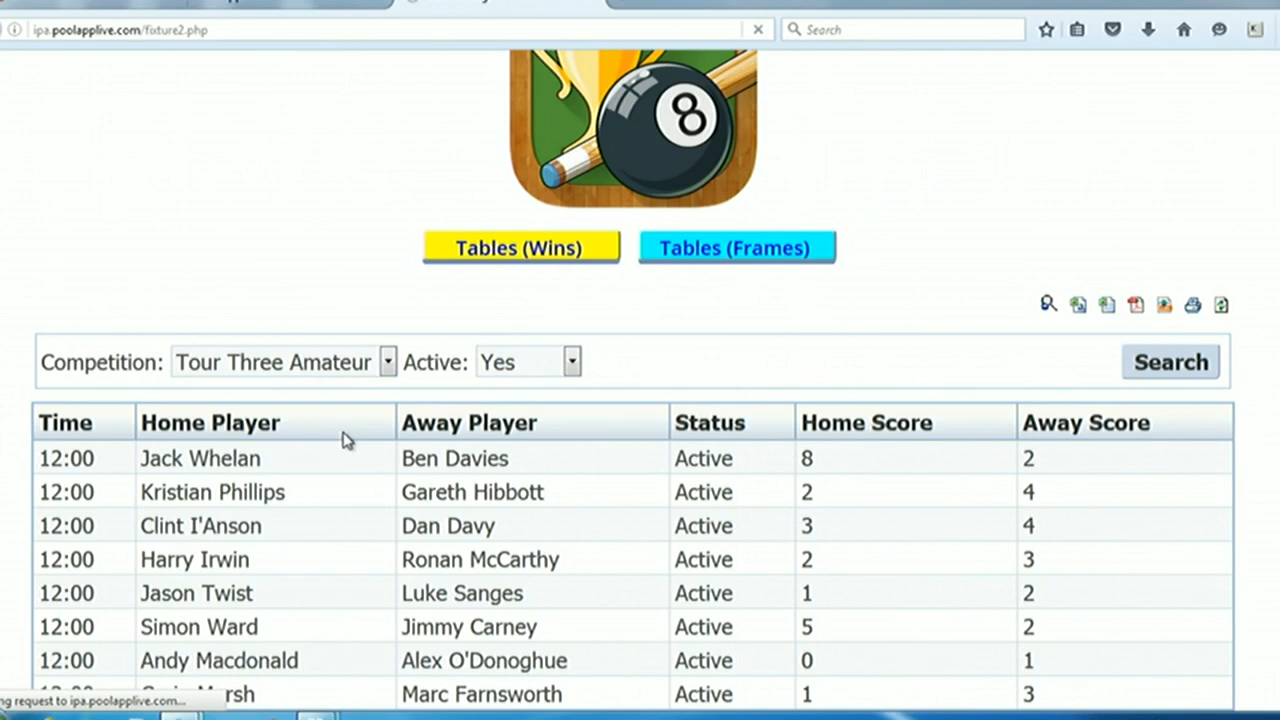 ipa.poolapplive.com/fixture2.php
Search
8
Tables (Wins) Tables (Frames)
Competition: Tour Three Amateur Active: Yes Search
Time Home Player Away Player Status Home Score Away Score
12:00 Jack Whelan Ben Davies Active 8 2
12:00 Kristian Phillips Gareth Hibbott Active 2 4
12:00 Clint I'Anson Dan Davy Active 3 4
12:00 Harry Irwin Ronan McCarthy Active 2 3
12:00 Jason Twist Luke Sanges Active 1 2
12:00 Simon Ward Jimmy Carney Active 5 2
12:00 Andy Macdonald Alex O'Donoghue Active 0 1
Marc Farnsworth Active 1 3
request to ipa.poolapplive.com...